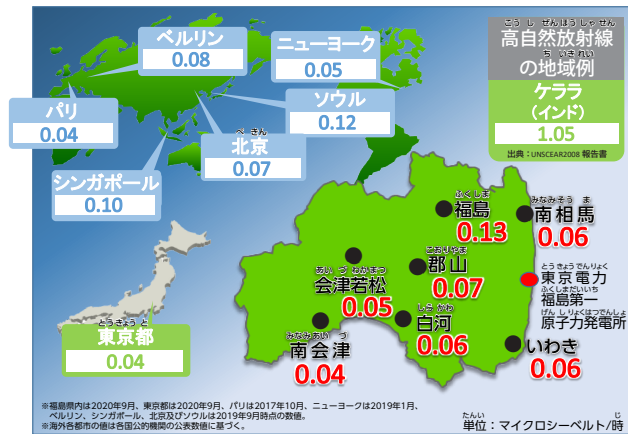 ベルリン
0.08
ニューヨーク
0.05
パリ
0.04
ソウル
0.12
ぺきん
北京
0.07
シンガポール
0.10
こうしぜんほうしゃせん
高自然放射線
ちいきれい
の地域例
ケララ
(インド)
1.05
出典:UNSCEAR2008 報告書
ふくしま
福島
0.13
みなみそうま
南相馬
0.06
こおりやま
郡山
0.07
あいづわかまつ
会津若松
0.05
とうきょうでんりょく
東京電力
ふくしまだいいち
福島第一
げんしりょくはつでんしょ
原子力発電所
しらかわ
白河
0.06
みなみあいづ
南会津
0.04
いわき
0.06
とうきょうと
東京都
0.04
※福島県内は2020年9月、東京都は2020年9月、パリは2017年10月、ニューヨークは2019年1月、
ベルリン、シンガポール、北京及びソウルは2019年9月時点の数値。
※海外各都市の値は各国公的機関の公表数値に基づく。
たんい じ
単位:マイクロシーベルト/時